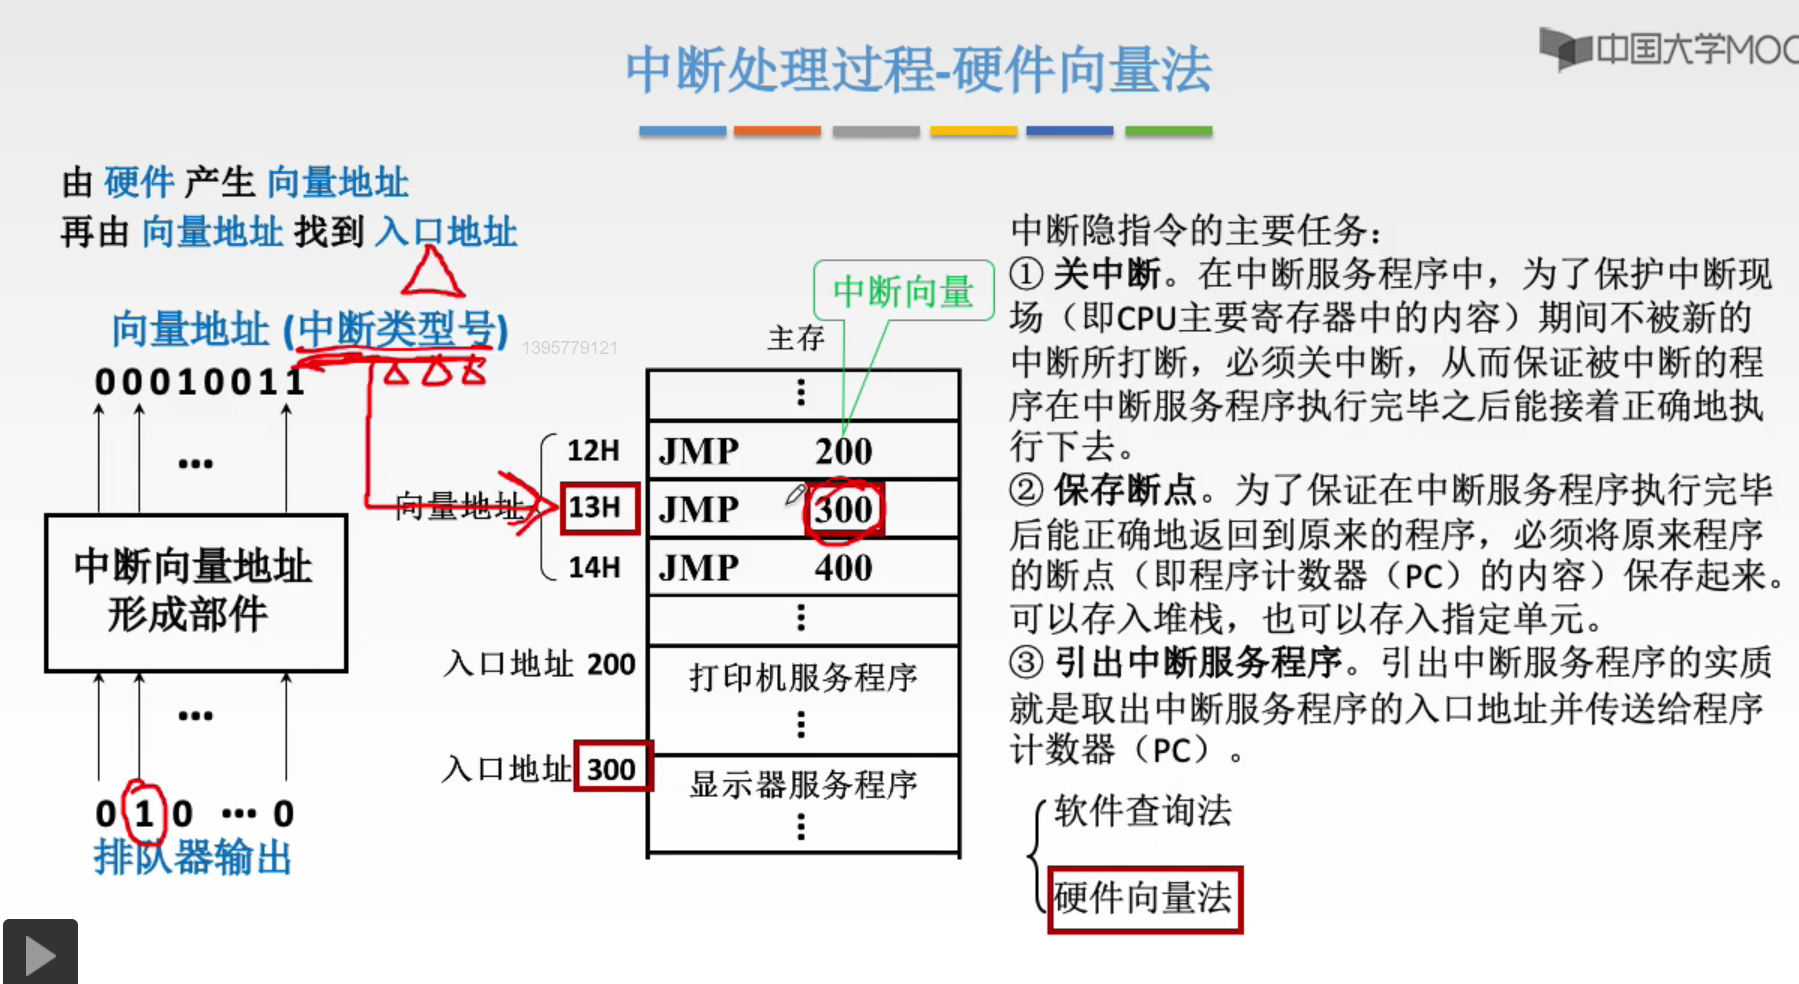 中国大学MOO
中断处理过程-硬件向量法
由 硬件 产生 向量地址
再由 向量地址 找到 入口地址
向量地址 (中断类型号)
1395779121
00010011
...
中断向量地址
形成部件
...
0 1 0 ... 0
排队器输出
中断向量
主存
12H JMP 200
向量地址 13H JMP 300
14H JMP 400
入口地址 200 打印机服务程序
入口地址 300 显示器服务程序
中断隐指令的主要任务：
① 关中断。在中断服务程序中，为了保护中断现
场（即CPU主要寄存器中的内容）期间不被新的
中断所打断，必须关中断，从而保证被中断的程
序在中断服务程序执行完毕之后能接着正确地执
行下去。
② 保存断点。为了保证在中断服务程序执行完毕
后能正确地返回到原来的程序，必须将原来程序
的断点（即程序计数器（PC）的内容）保存起来。
可以存入堆栈，也可以存入指定单元。
③ 引出中断服务程序。引出中断服务程序的实质
就是取出中断服务程序的入口地址并传送给程序
计数器（PC）。
软件查询法
硬件向量法